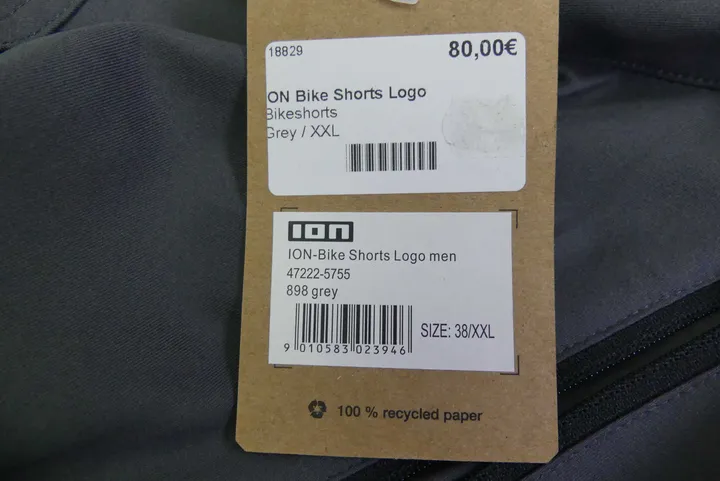 18829
80,00€
ON Bike Shorts Logo
Bikeshorts
Grey / XXL
ION
ION-Bike Shorts Logo men
47222-5755
898 grey
SIZE: 38/XXL
9 010583 023946
100 % recycled paper